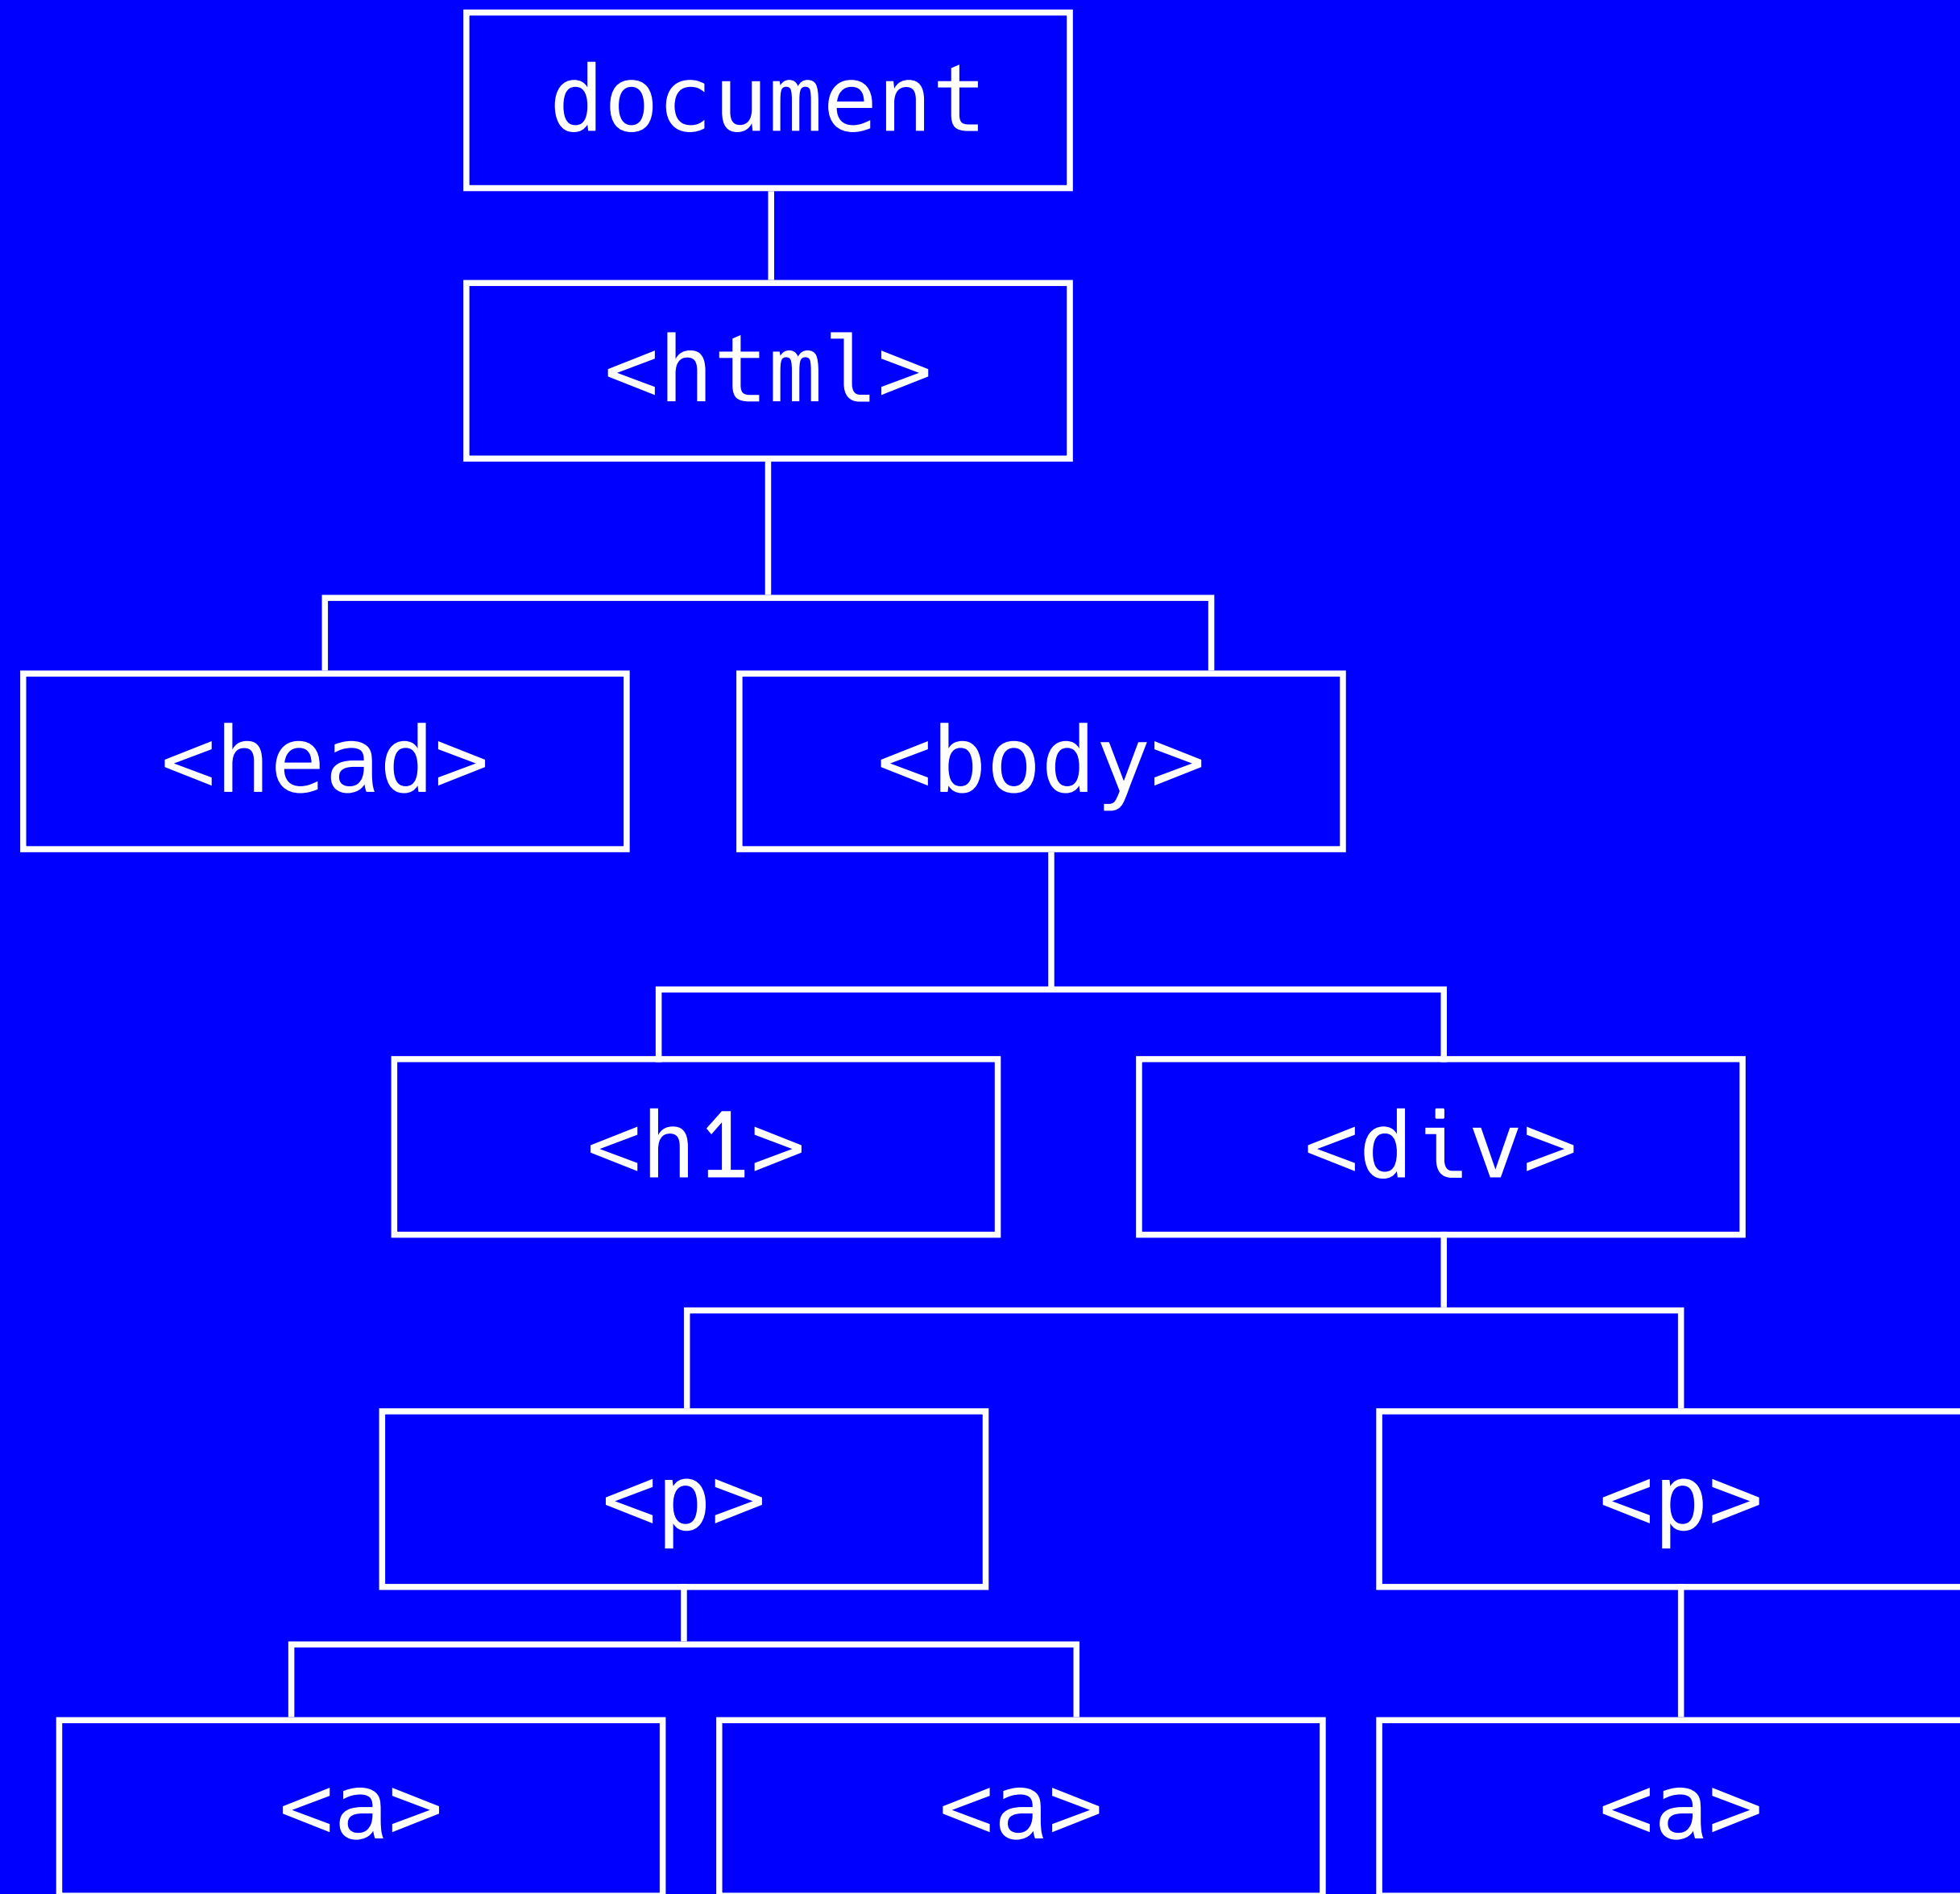 document
<html>
<head>
<body>
<h1>
<div>
<p>
<p>
<a>
<a>
<a>